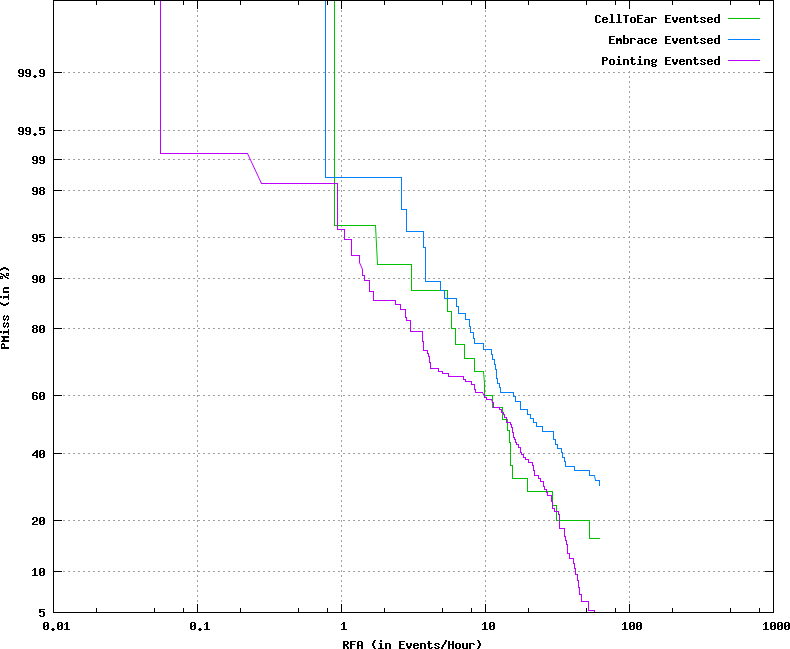 CellToEar Eventsed
Embrace Eventsed
Pointing Eventsed
99.9
99.5
99
98
95
90
80
60
40
20
10
5
PMiss (in %)
0.01 0.1 1 10 100 1000
RFA (in Events/Hour)